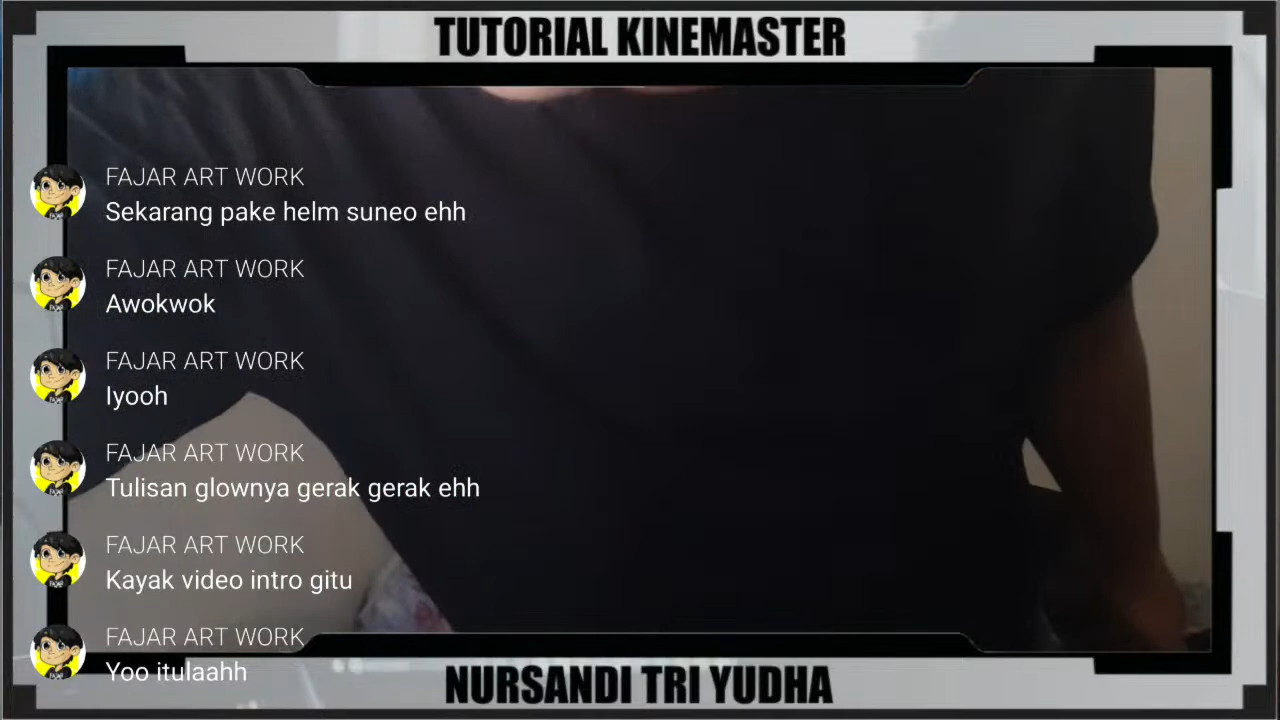 TUTORIAL KINEMASTER
FAJAR ART WORK
Sekarang pake helm suneo ehh
FAJAR ART WORK
Awokwok
FAJAR ART WORK
Iyooh
FAJAR ART WORK
Tulisan glownya gerak gerak ehh
FAJAR ART WORK
Kayak video intro gitu
FAJAR ART WORK
Yoo itulaahh
NURSANDI TRI YUDHA